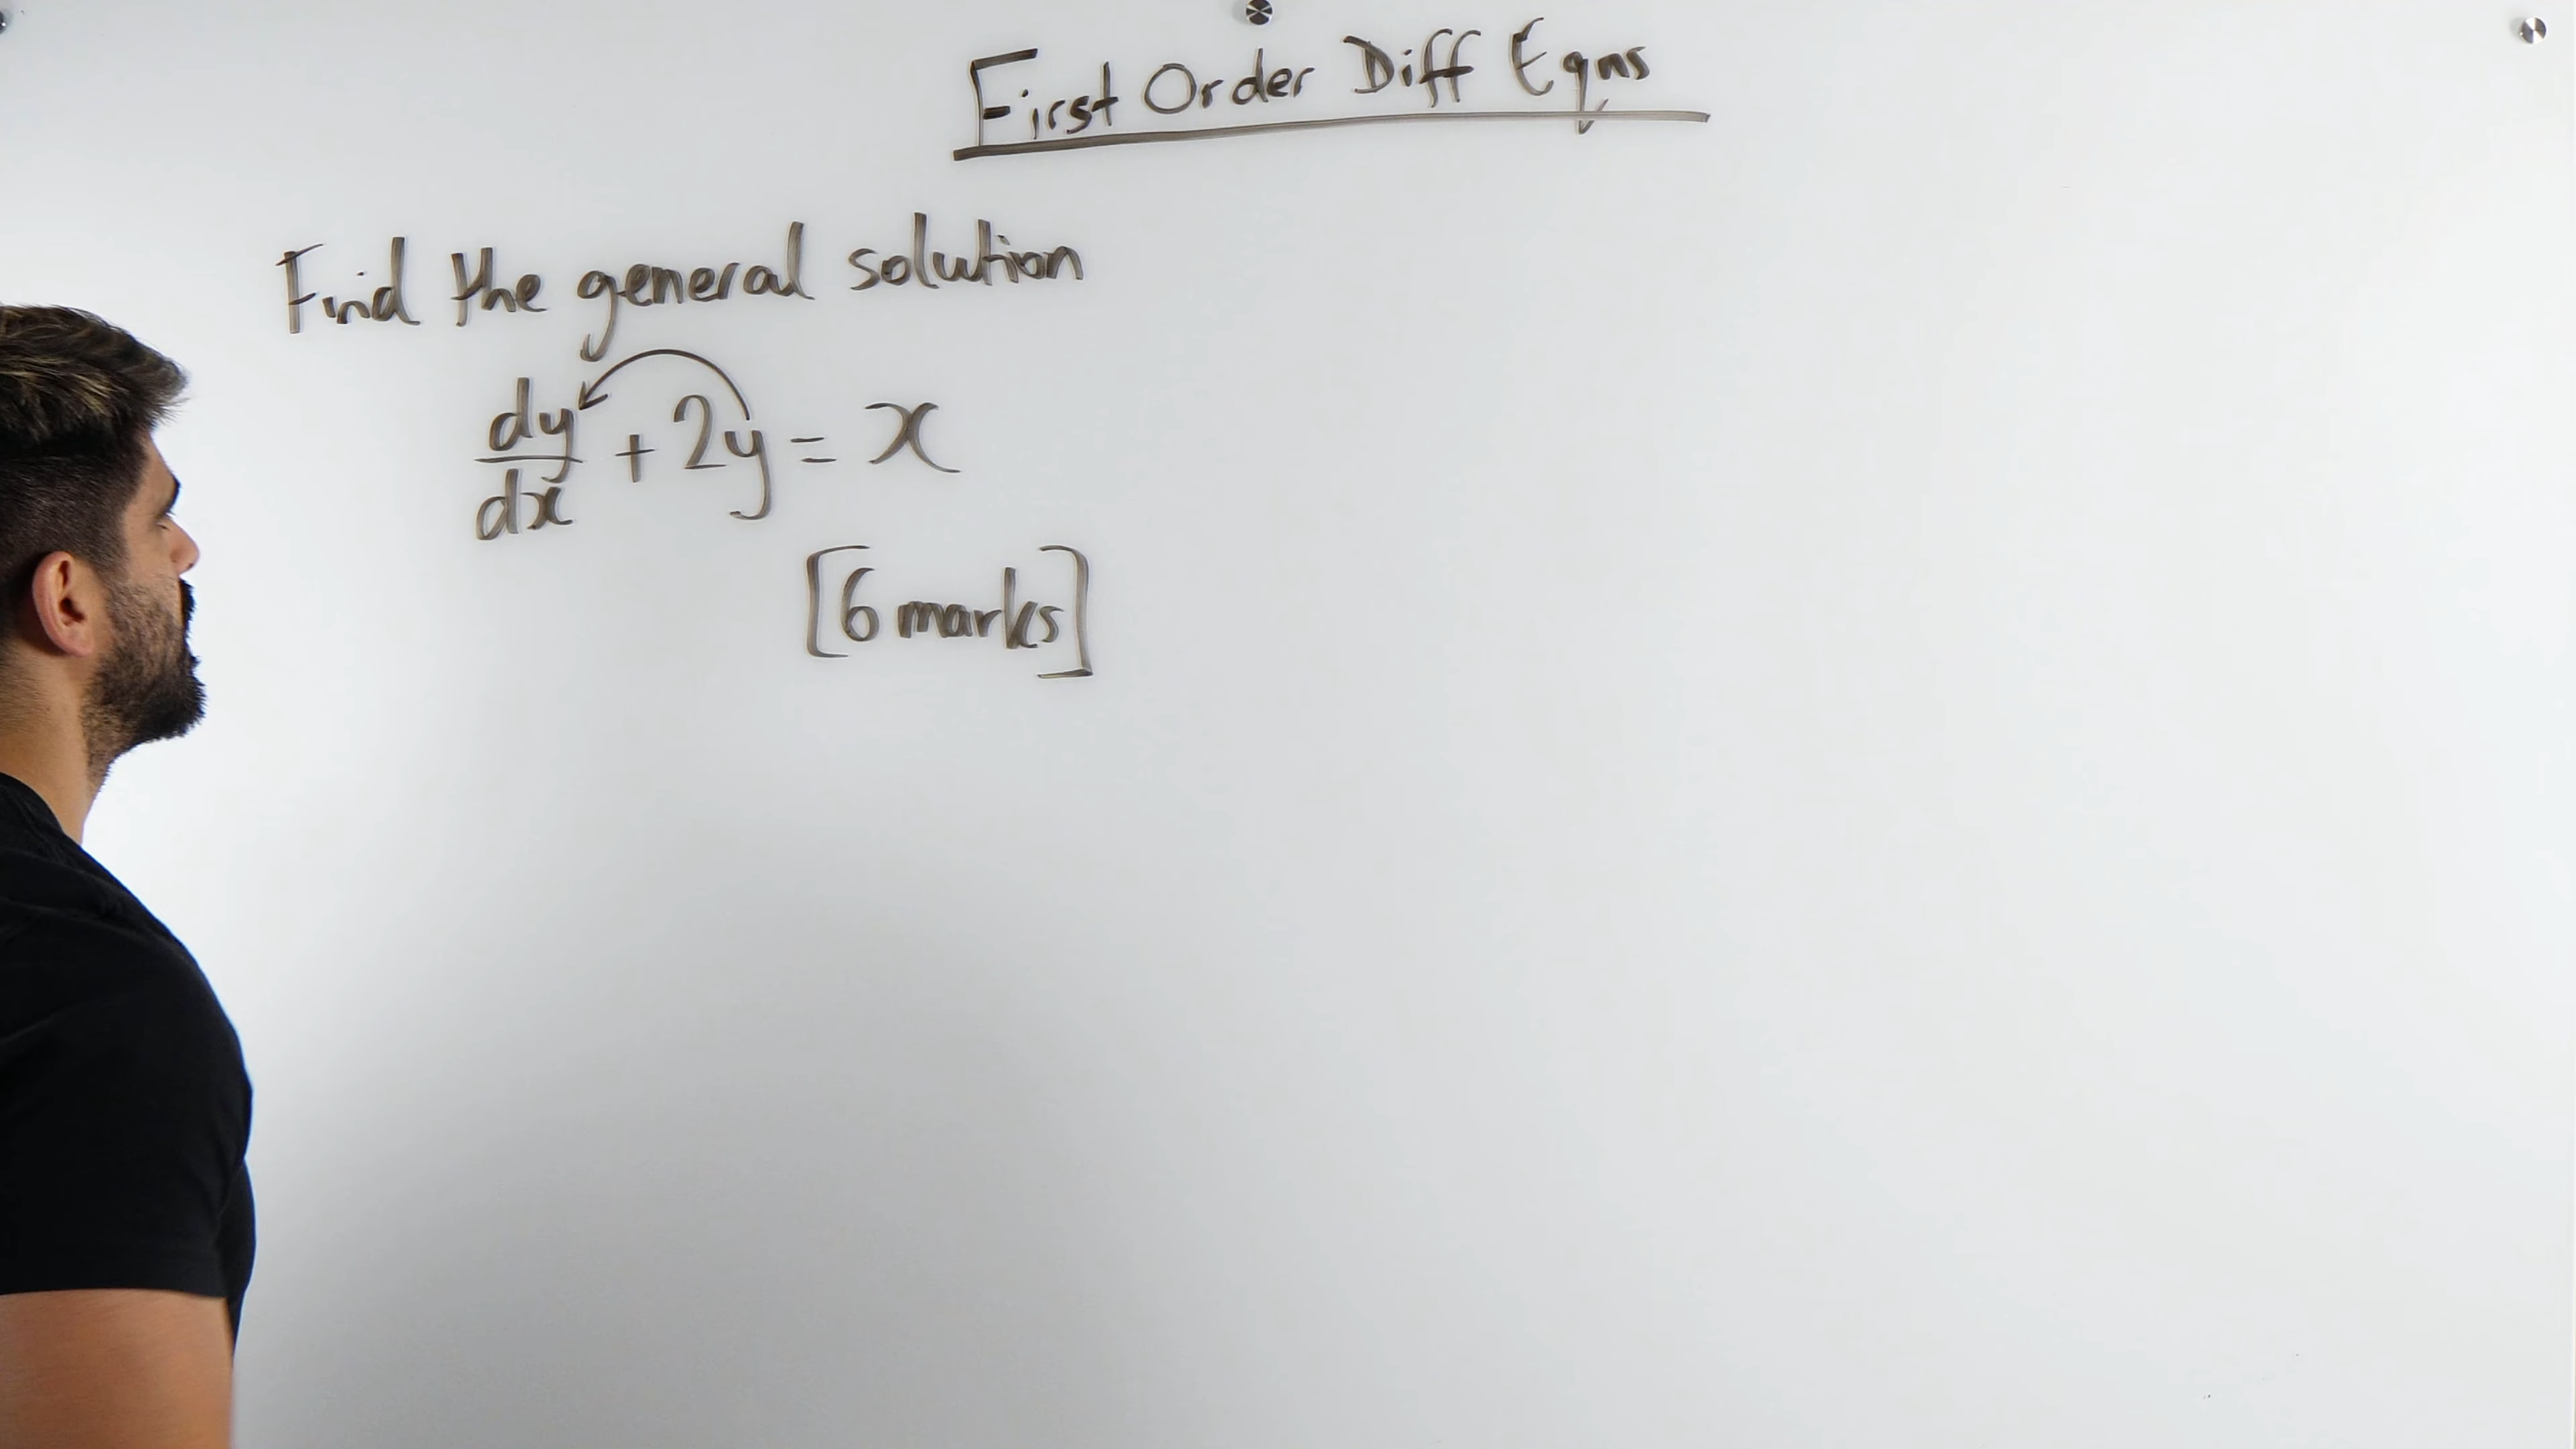 First Order Diff Eqns
Find the general solution
dy/dx + 2y = x
[6 marks]